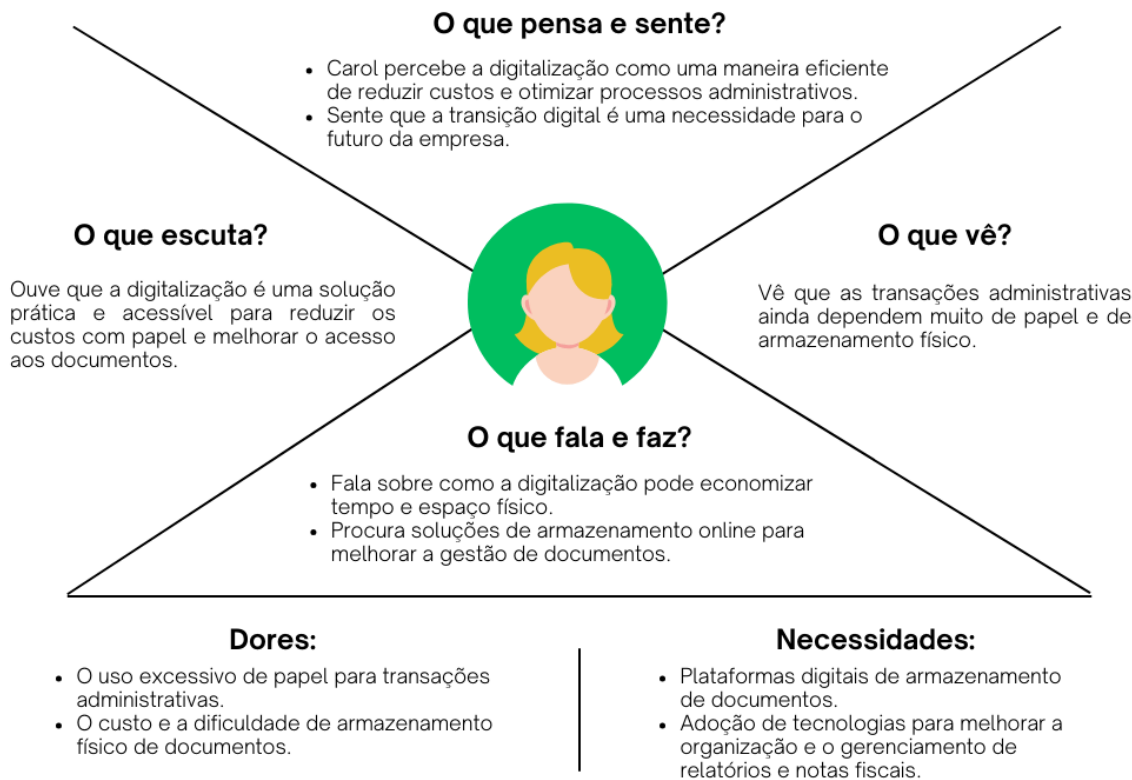 O que pensa e sente?
• Carol percebe a digitalização como uma maneira eficiente
de reduzir custos e otimizar processos administrativos.
• Sente que a transição digital é uma necessidade para o
futuro da empresa.
O que escuta?
Ouve que a digitalização é uma solução
prática e acessível para reduzir os
custos com papel e melhorar o acesso
aos documentos.
O que vê?
Vê que as transações administrativas
ainda dependem muito de papel e de
armazenamento físico.
O que fala e faz?
• Fala sobre como a digitalização pode economizar
tempo e espaço físico.
• Procura soluções de armazenamento online para
melhorar a gestão de documentos.
Dores:
• O uso excessivo de papel para transações
administrativas.
• O custo e a dificuldade de armazenamento
físico de documentos.
Necessidades:
• Plataformas digitais de armazenamento
de documentos.
• Adoção de tecnologias para melhorar a
organização e o gerenciamento de
relatórios e notas fiscais.